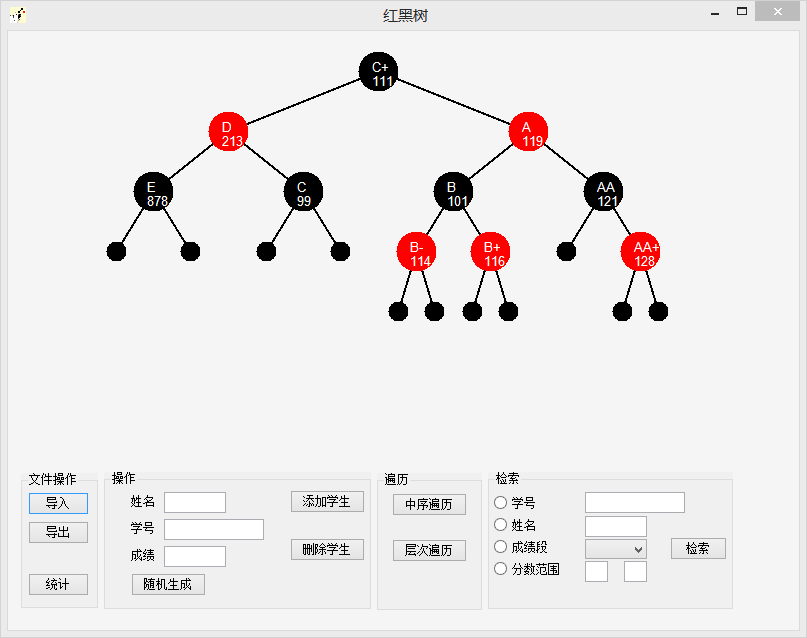 红黑树
C+
111
D
213
A
119
E
878
C
99
B
101
AA
121
B-
114
B+
116
AA+
128
文件操作
导入
导出
统计
操作
姓名
学号
成绩
添加学生
删除学生
随机生成
遍历
中序遍历
层次遍历
检索
学号
姓名
成绩段
分数范围
检索